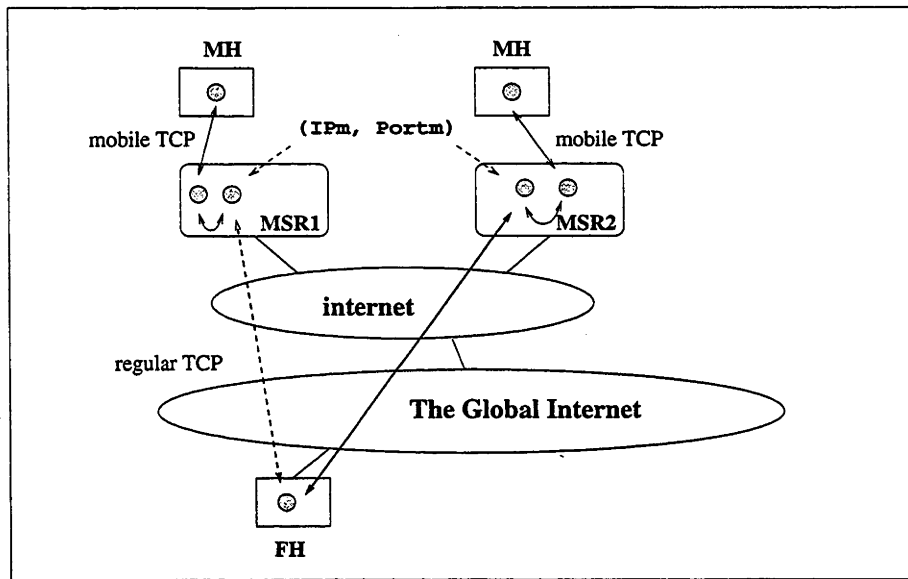 MH
MH
mobile TCP
(IPm, Portm)
mobile TCP
MSR1
MSR2
internet
regular TCP
The Global Internet
FH